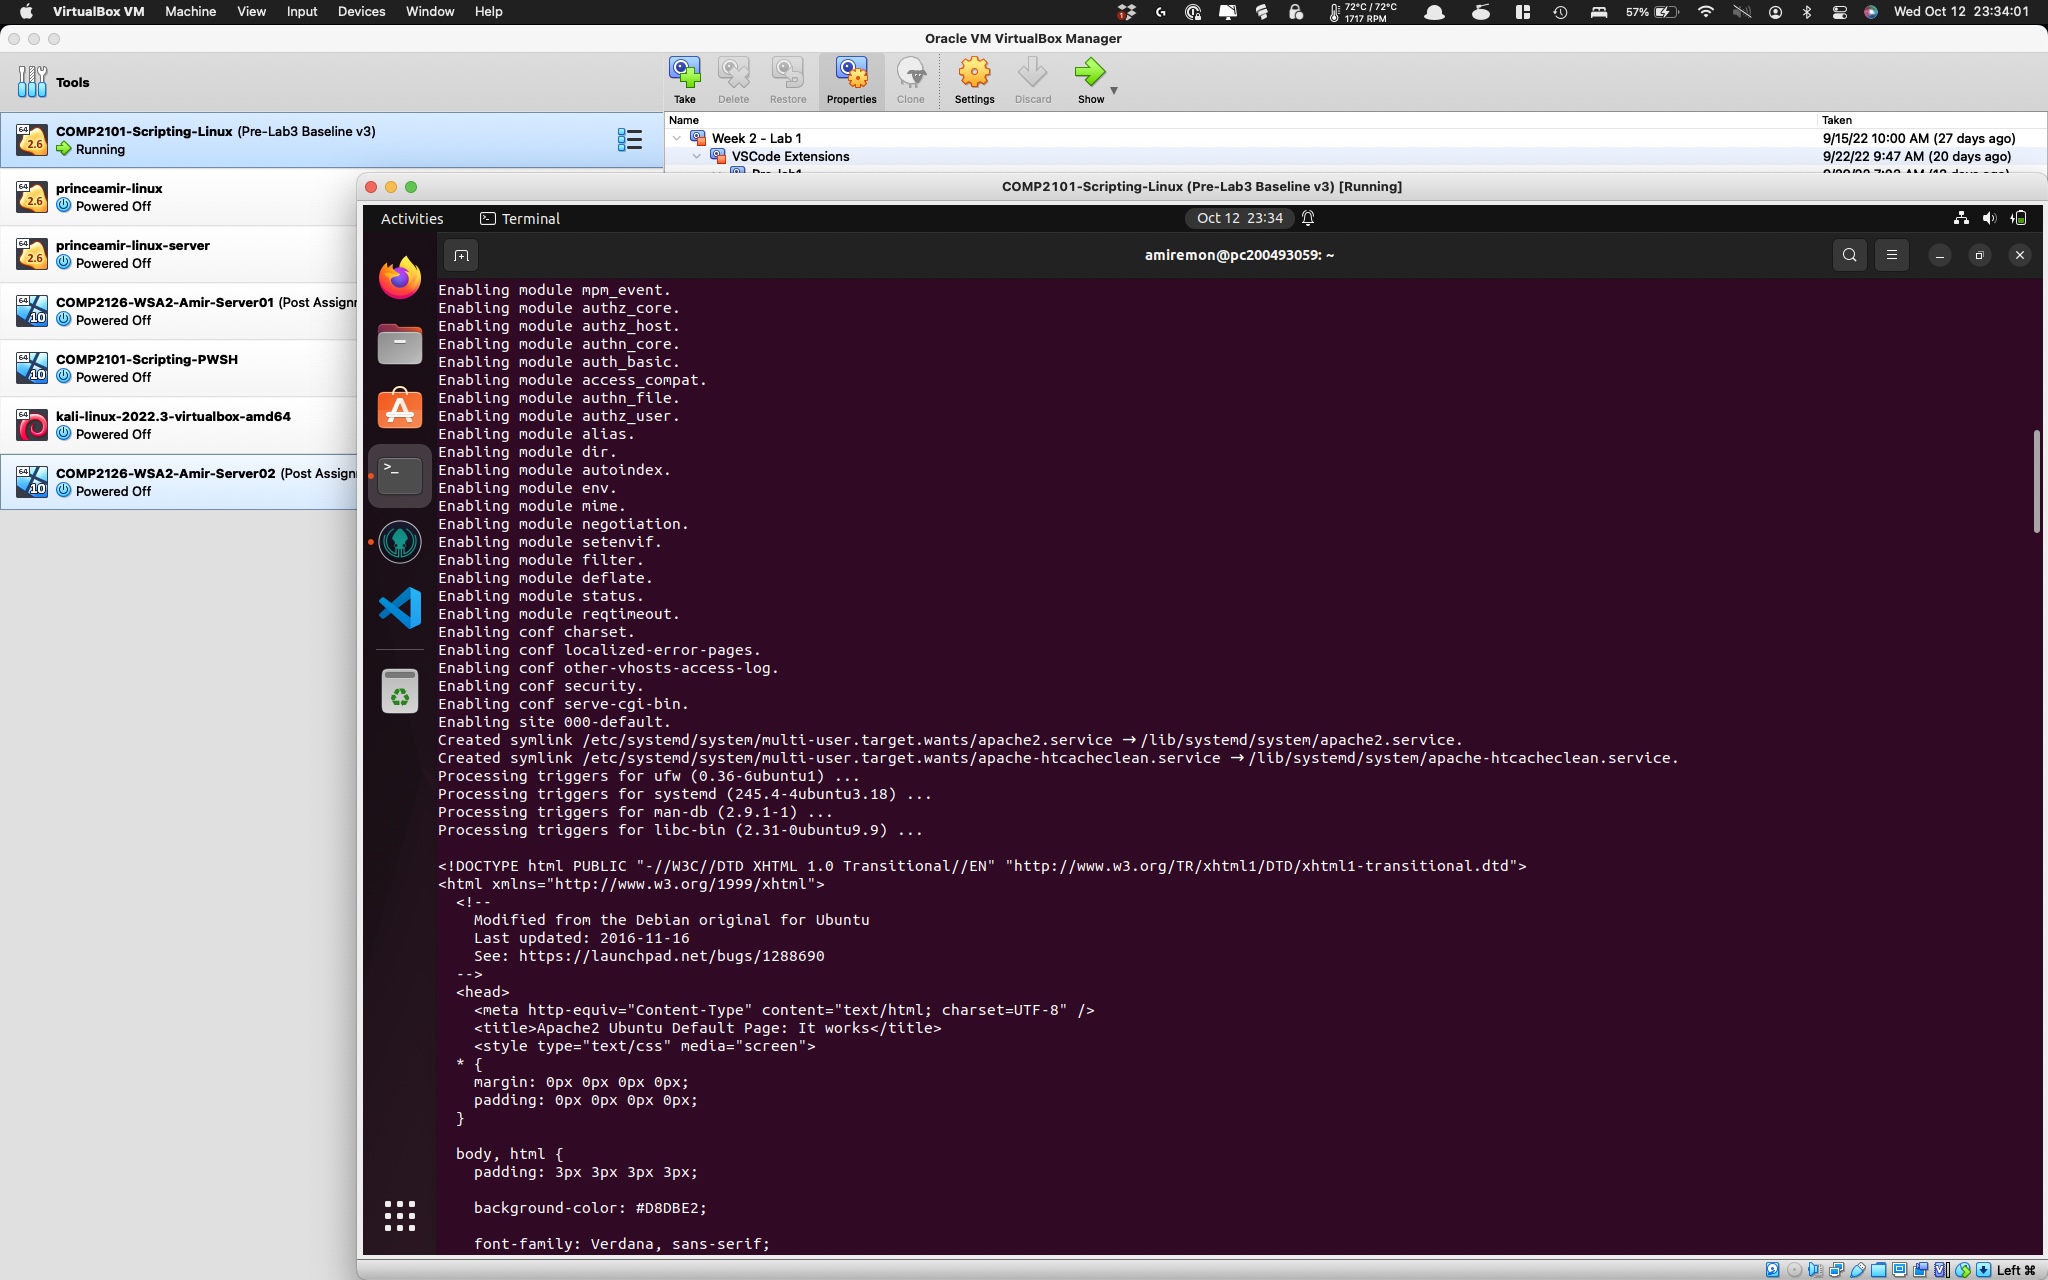 VirtualBox VM Machine View Input Devices Window Help 72°C / 72°C 1717 RPM 57% Wed Oct 12 23:34:01
Oracle VM VirtualBox Manager
Tools
Take Delete Restore Properties Clone Settings Discard Show
Name Taken
Week 2 - Lab 1 9/15/22 10:00 AM (27 days ago)
VSCode Extensions 9/22/22 9:47 AM (20 days ago)
64 2.6 COMP2101-Scripting-Linux (Pre-Lab3 Baseline v3)
Running
64 2.6 princeamir-linux
Powered Off
64 2.6 princeamir-linux-server
Powered Off
64 10 COMP2126-WSA2-Amir-Server01 (Post Assignr
Powered Off
64 10 COMP2101-Scripting-PWSH
Powered Off
64 kali-linux-2022.3-virtualbox-amd64
Powered Off
64 10 COMP2126-WSA2-Amir-Server02 (Post Assign
Powered Off
COMP2101-Scripting-Linux (Pre-Lab3 Baseline v3) [Running]
Activities Terminal Oct 12 23:34
amiremon@pc200493059: ~
Enabling module mpm_event.
Enabling module authz_core.
Enabling module authz_host.
Enabling module authn_core.
Enabling module auth_basic.
Enabling module access_compat.
Enabling module authn_file.
Enabling module authz_user.
Enabling module alias.
Enabling module dir.
Enabling module autoindex.
Enabling module env.
Enabling module mime.
Enabling module negotiation.
Enabling module setenvif.
Enabling module filter.
Enabling module deflate.
Enabling module status.
Enabling module reqtimeout.
Enabling conf charset.
Enabling conf localized-error-pages.
Enabling conf other-vhosts-access-log.
Enabling conf security.
Enabling conf serve-cgi-bin.
Enabling site 000-default.
Created symlink /etc/systemd/system/multi-user.target.wants/apache2.service → /lib/systemd/system/apache2.service.
Created symlink /etc/systemd/system/multi-user.target.wants/apache-htcacheclean.service → /lib/systemd/system/apache-htcacheclean.service.
Processing triggers for ufw (0.36-6ubuntu1) ...
Processing triggers for systemd (245.4-4ubuntu3.18) ...
Processing triggers for man-db (2.9.1-1) ...
Processing triggers for libc-bin (2.31-0ubuntu9.9) ...
<!DOCTYPE html PUBLIC "-//W3C//DTD XHTML 1.0 Transitional//EN" "http://www.w3.org/TR/xhtml1/DTD/xhtml1-transitional.dtd">
<html xmlns="http://www.w3.org/1999/xhtml">
<!--
Modified from the Debian original for Ubuntu
Last updated: 2016-11-16
See: https://launchpad.net/bugs/1288690
-->
<head>
<meta http-equiv="Content-Type" content="text/html; charset=UTF-8" />
<title>Apache2 Ubuntu Default Page: It works</title>
<style type="text/css" media="screen">
* {
margin: 0px 0px 0px 0px;
padding: 0px 0px 0px 0px;
}
body, html {
padding: 3px 3px 3px 3px;
background-color: #D8DBE2;
font-family: Verdana, sans-serif;
Left ⌘